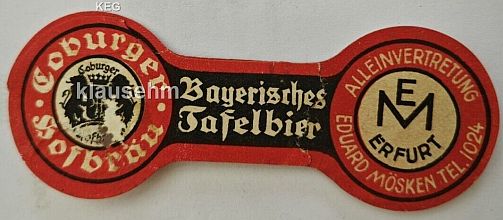 KEG
Coburger
Hofbräu
Coburger
klausehm
Bayerisches
Tafelbier
ALLEINVERTRETUNG
EM
ERFURT
EDUARD MÖSKEN TEL. 1024